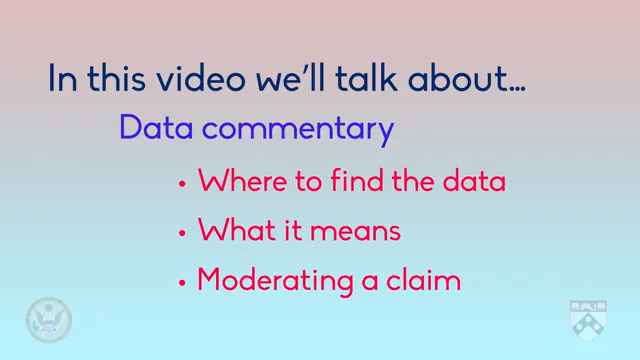 In this video we'll talk about...
Data commentary
• Where to find the data
• What it means
• Moderating a claim